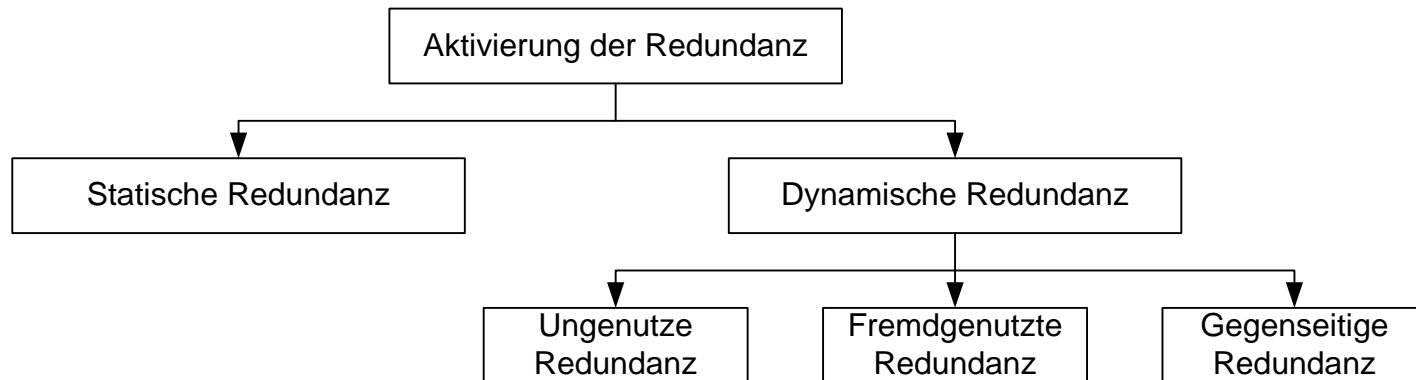 Aktivierung der Redundanz
Statische Redundanz
Dynamische Redundanz
Ungenutze
Redundanz
Fremdgenutzte
Redundanz
Gegenseitige
Redundanz